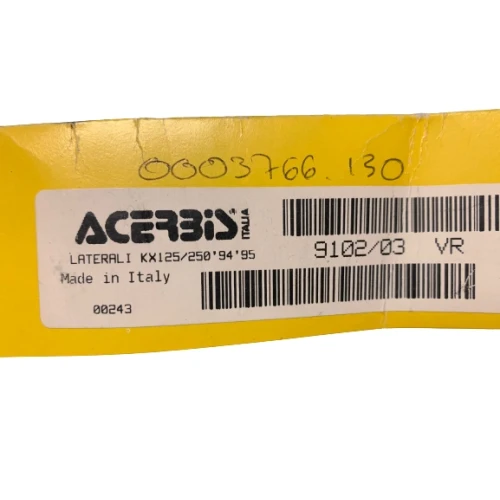 0003766.130
ACERBIS ITALIA
LATERALI KX125/250'94'95
9102/03 VR
Made in Italy
00243